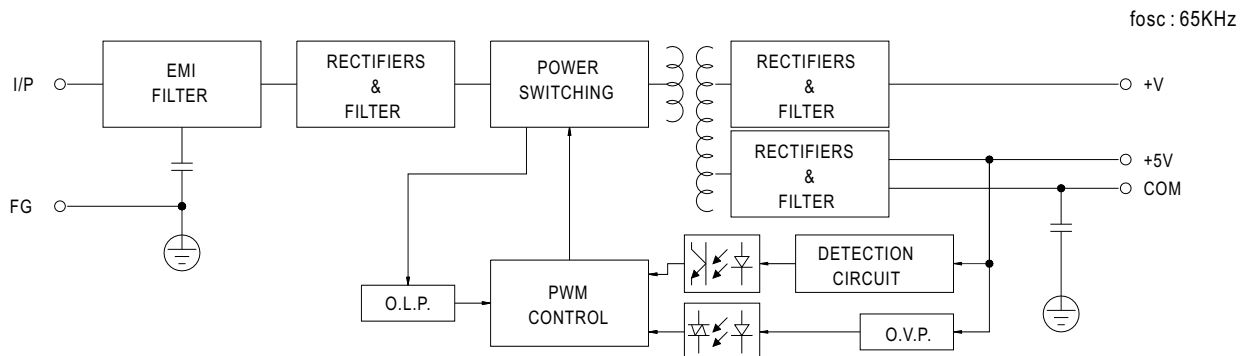 fosc : 65KHz
I/P
EMI
FILTER
RECTIFIERS
&
FILTER
POWER
SWITCHING
RECTIFIERS
&
FILTER
+V
RECTIFIERS
&
FILTER
+5V
COM
FG
O.L.P.
PWM
CONTROL
DETECTION
CIRCUIT
O.V.P.